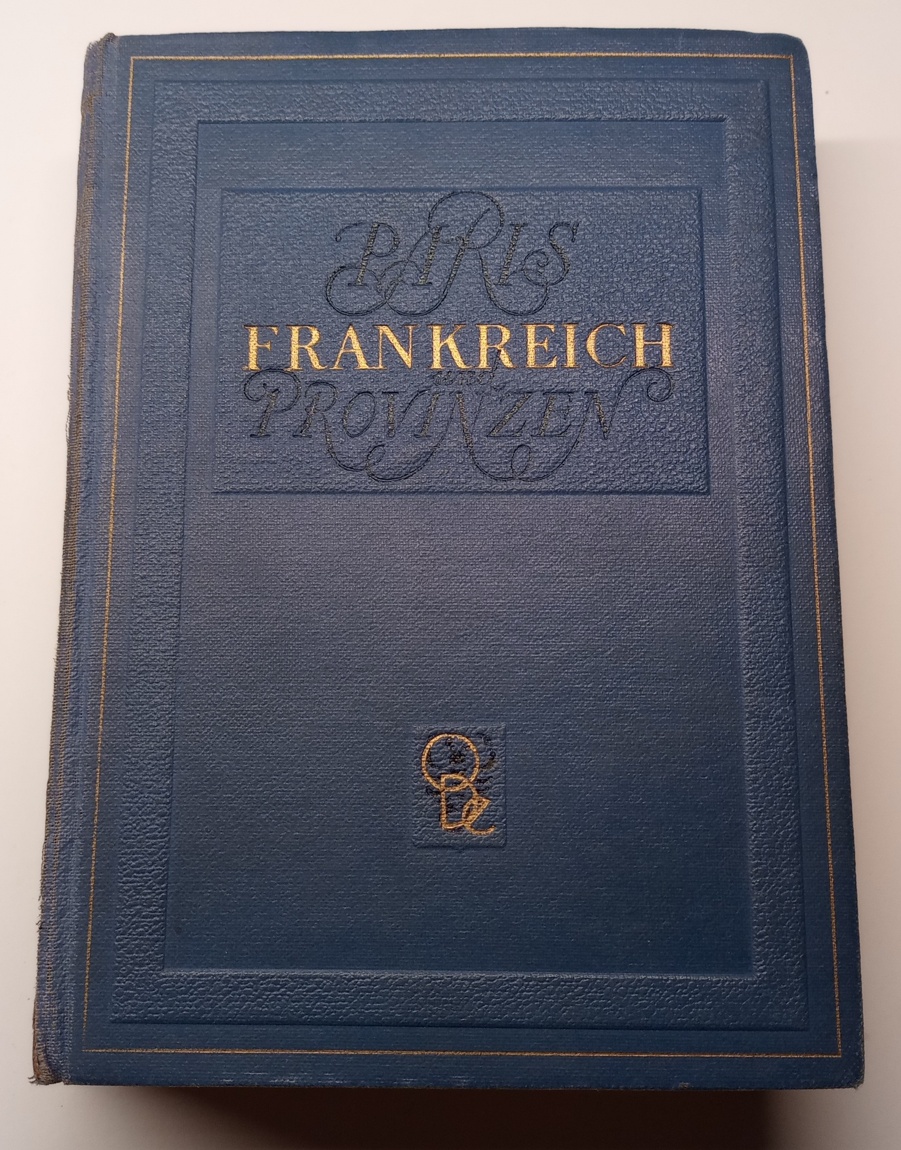 PARIS
FRANKREICH
und
PROVINZEN